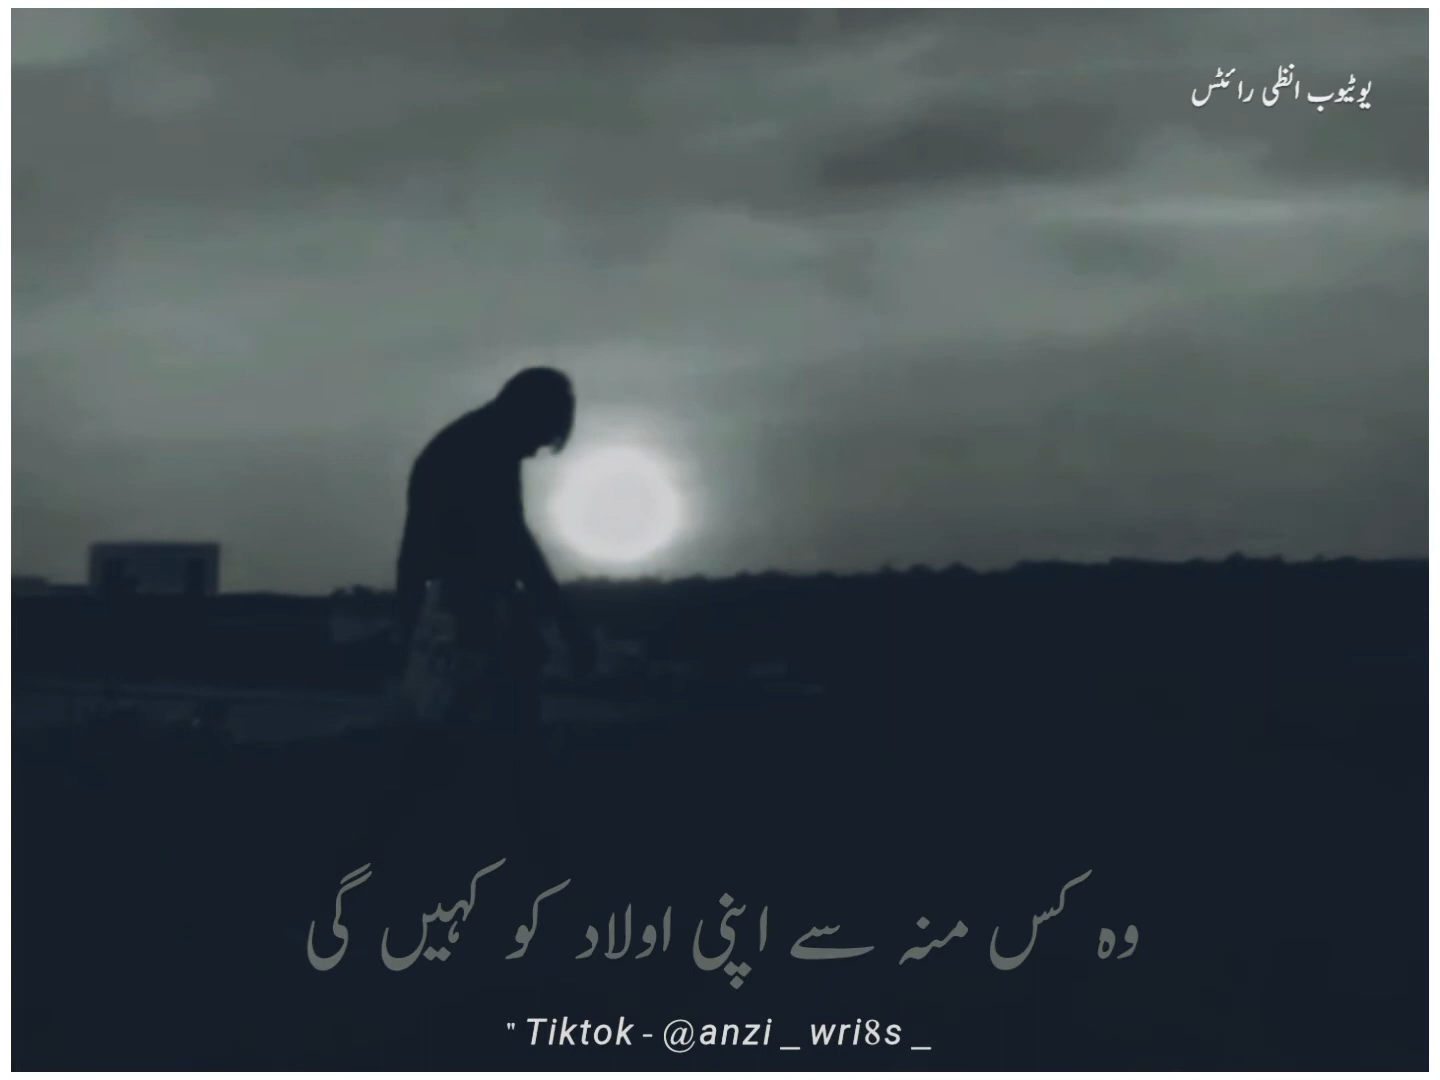 یوٹیوب انظی رائٹس
وہ کس منہ سے اپنی اولاد کو کہیں گی
" Tiktok - @anzi _ wri8s _